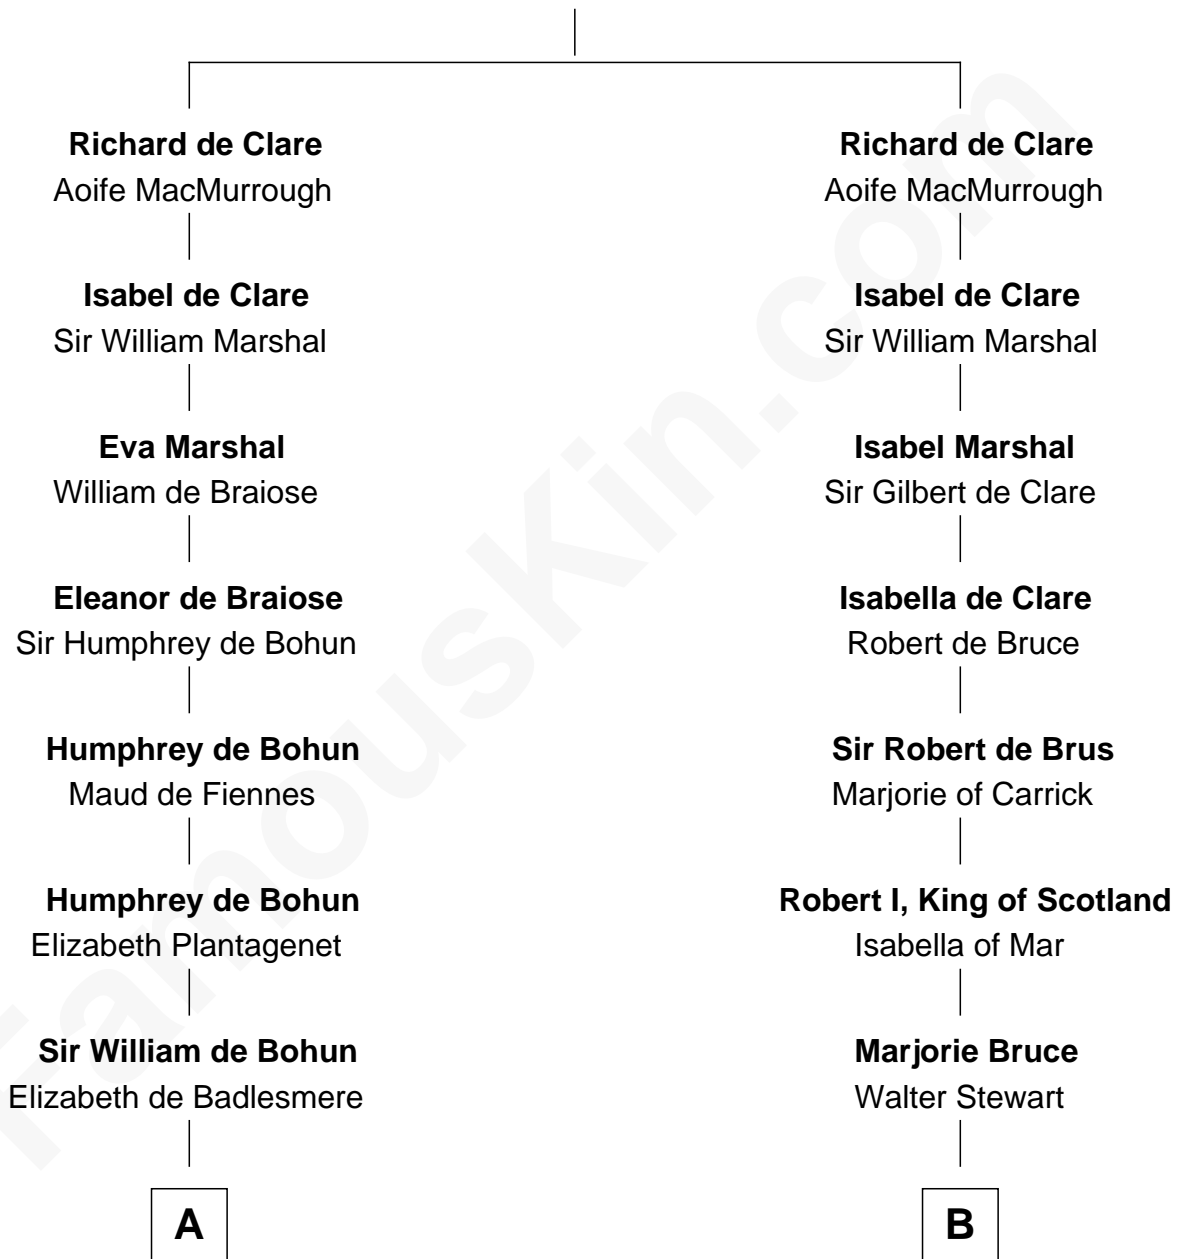 Richard de Clare
Aoife MacMurrough
Isabel de Clare
Sir William Marshal
Eva Marshal
William de Braiose
Eleanor de Braiose
Sir Humphrey de Bohun
Humphrey de Bohun
Maud de Fiennes
Humphrey de Bohun
Elizabeth Plantagenet
Sir William de Bohun
Elizabeth de Badlesmere
A
Richard de Clare
Aoife MacMurrough
Isabel de Clare
Sir William Marshal
Isabel Marshal
Sir Gilbert de Clare
Isabella de Clare
Robert de Bruce
Sir Robert de Brus
Marjorie of Carrick
Robert I, King of Scotland
Isabella of Mar
Marjorie Bruce
Walter Stewart
B
FamousKin.com